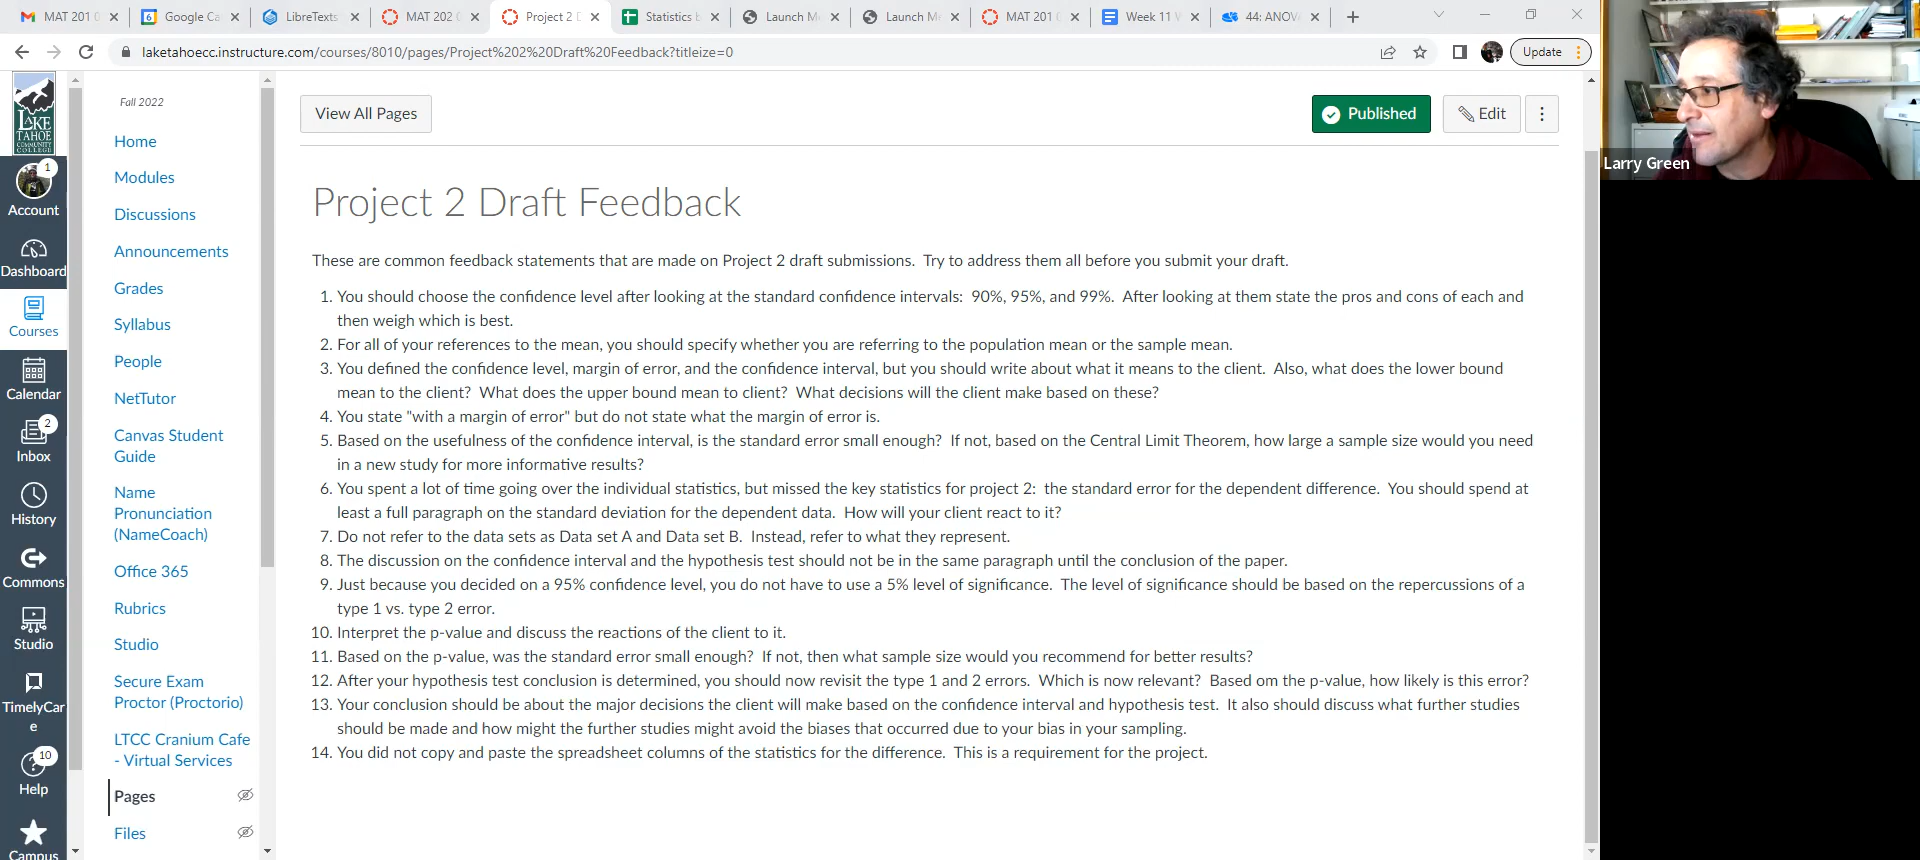 MAT 201 G
Google Ca
LibreTexts
MAT 202 C
Project 2 D
Statistics b
Launch Me
Launch Me
MAT 201 C
Week 11 V
44: ANOV
laketahoecc.instructure.com/courses/8010/pages/Project%202%20Draft%20Feedback?titleize=0
Update
LAKE
TAHOE
COMMUNITY
COLLEGE
1
Account
Dashboard
Courses
Calendar
2
Inbox
History
Commons
Studio
TimelyCar
e
10
Help
Campus
Fall 2022
Home
Modules
Discussions
Announcements
Grades
Syllabus
People
NetTutor
Canvas Student
Guide
Name
Pronunciation
(NameCoach)
Office 365
Rubrics
Studio
Secure Exam
Proctor (Proctorio)
LTCC Cranium Cafe
- Virtual Services
Pages
Files
View All Pages
Published
Edit
Project 2 Draft Feedback
These are common feedback statements that are made on Project 2 draft submissions. Try to address them all before you submit your draft.
1. You should choose the confidence level after looking at the standard confidence intervals: 90%, 95%, and 99%. After looking at them state the pros and cons of each and
then weigh which is best.
2. For all of your references to the mean, you should specify whether you are referring to the population mean or the sample mean.
3. You defined the confidence level, margin of error, and the confidence interval, but you should write about what it means to the client. Also, what does the lower bound
mean to the client? What does the upper bound mean to client? What decisions will the client make based on these?
4. You state "with a margin of error" but do not state what the margin of error is.
5. Based on the usefulness of the confidence interval, is the standard error small enough? If not, based on the Central Limit Theorem, how large a sample size would you need
in a new study for more informative results?
6. You spent a lot of time going over the individual statistics, but missed the key statistics for project 2: the standard error for the dependent difference. You should spend at
least a full paragraph on the standard deviation for the dependent data. How will your client react to it?
7. Do not refer to the data sets as Data set A and Data set B. Instead, refer to what they represent.
8. The discussion on the confidence interval and the hypothesis test should not be in the same paragraph until the conclusion of the paper.
9. Just because you decided on a 95% confidence level, you do not have to use a 5% level of significance. The level of significance should be based on the repercussions of a
type 1 vs. type 2 error.
10. Interpret the p-value and discuss the reactions of the client to it.
11. Based on the p-value, was the standard error small enough? If not, then what sample size would you recommend for better results?
12. After your hypothesis test conclusion is determined, you should now revisit the type 1 and 2 errors. Which is now relevant? Based om the p-value, how likely is this error?
13. Your conclusion should be about the major decisions the client will make based on the confidence interval and hypothesis test. It also should discuss what further studies
should be made and how might the further studies might avoid the biases that occurred due to your bias in your sampling.
14. You did not copy and paste the spreadsheet columns of the statistics for the difference. This is a requirement for the project.
Larry Green